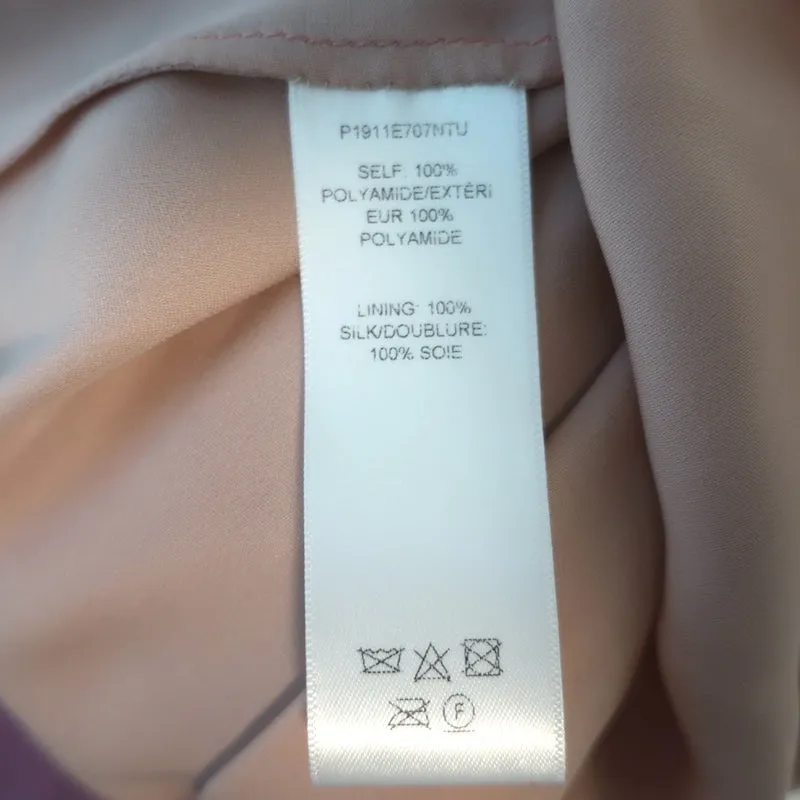 P1911E707NTU
SELF: 100%
POLYAMIDE/EXTÉRI
EUR 100%
POLYAMIDE
LINING: 100%
SILK/DOUBLURE:
100% SOIE
F